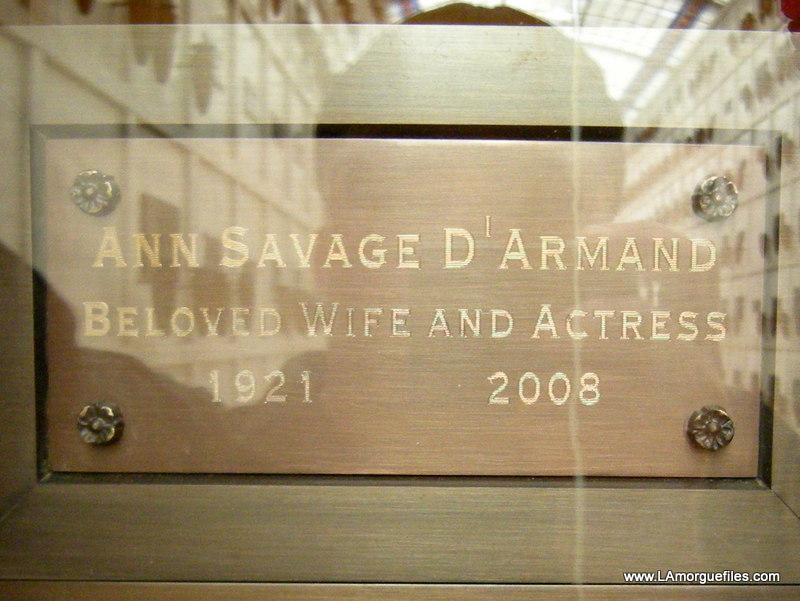 ANN SAVAGE D'ARMAND
BELOVED WIFE AND ACTRESS
1921 2008
www.LAmorguefiles.com